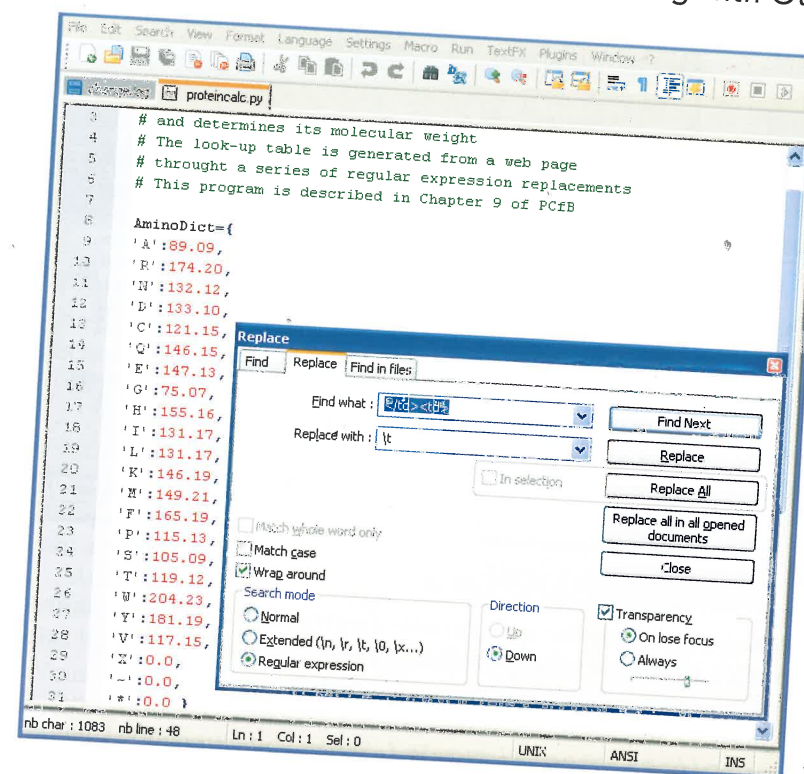 ing with Ou
File Edit Search View Format Language Settings Macro Run TextFX Plugins Window ?
change.log proteincalc.py
3 # and determines its molecular weight
4 # The look-up table is generated from a web page
5 # throught a series of regular expression replacements
6 # This program is described in Chapter 9 of PCfB
7
8 AminoDict={
9 'A':89.09,
10 'R':174.20,
11 'N':132.12,
12 'D':133.10,
13 'C':121.15,
14 'Q':146.15,
15 'E':147.13,
16 'G':75.07,
17 'H':155.16,
18 'I':131.17,
19 'L':131.17,
20 'K':146.19,
21 'M':149.21,
22 'F':165.19,
23 'P':115.13,
24 'S':105.09,
25 'T':119.12,
26 'W':204.23,
27 'Y':181.19,
28 'V':117.15,
29 'X':0.0,
30 '-':0.0,
31 '*':0.0 }
Replace
Find Replace Find in files
Find what : </td><td>
Find Next
Replace with : \t
Replace
In selection
Replace All
Replace all in all opened
documents
Match whole word only
Match case
Close
Wrap around
Search mode
Normal
Extended (\n, \r, \t, \0, \x...)
Regular expression
Direction
Up
Down
Transparency
On lose focus
Always
nb char : 1083 nb line : 48 Ln : 1 Col : 1 Sel : 0 UNIX ANSI INS